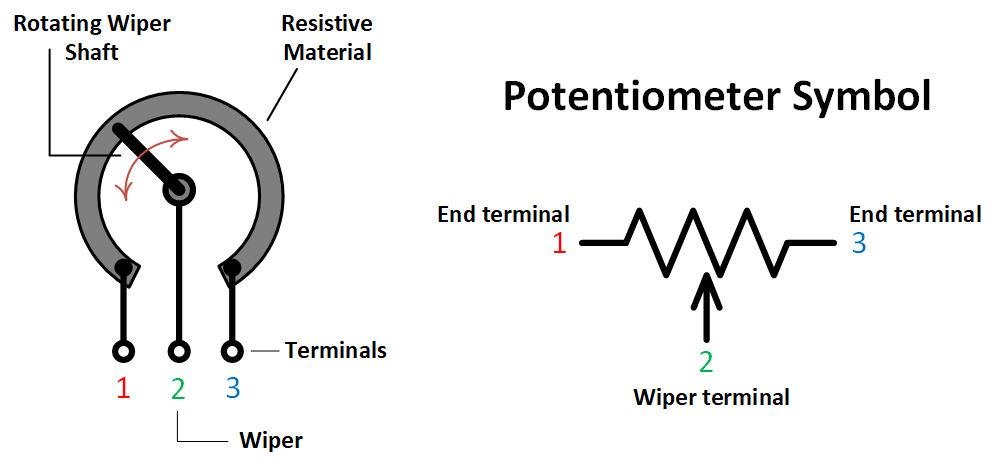 Rotating Wiper
Shaft
Resistive
Material
Terminals
1 2 3
Wiper
Potentiometer Symbol
End terminal
1
End terminal
3
2
Wiper terminal